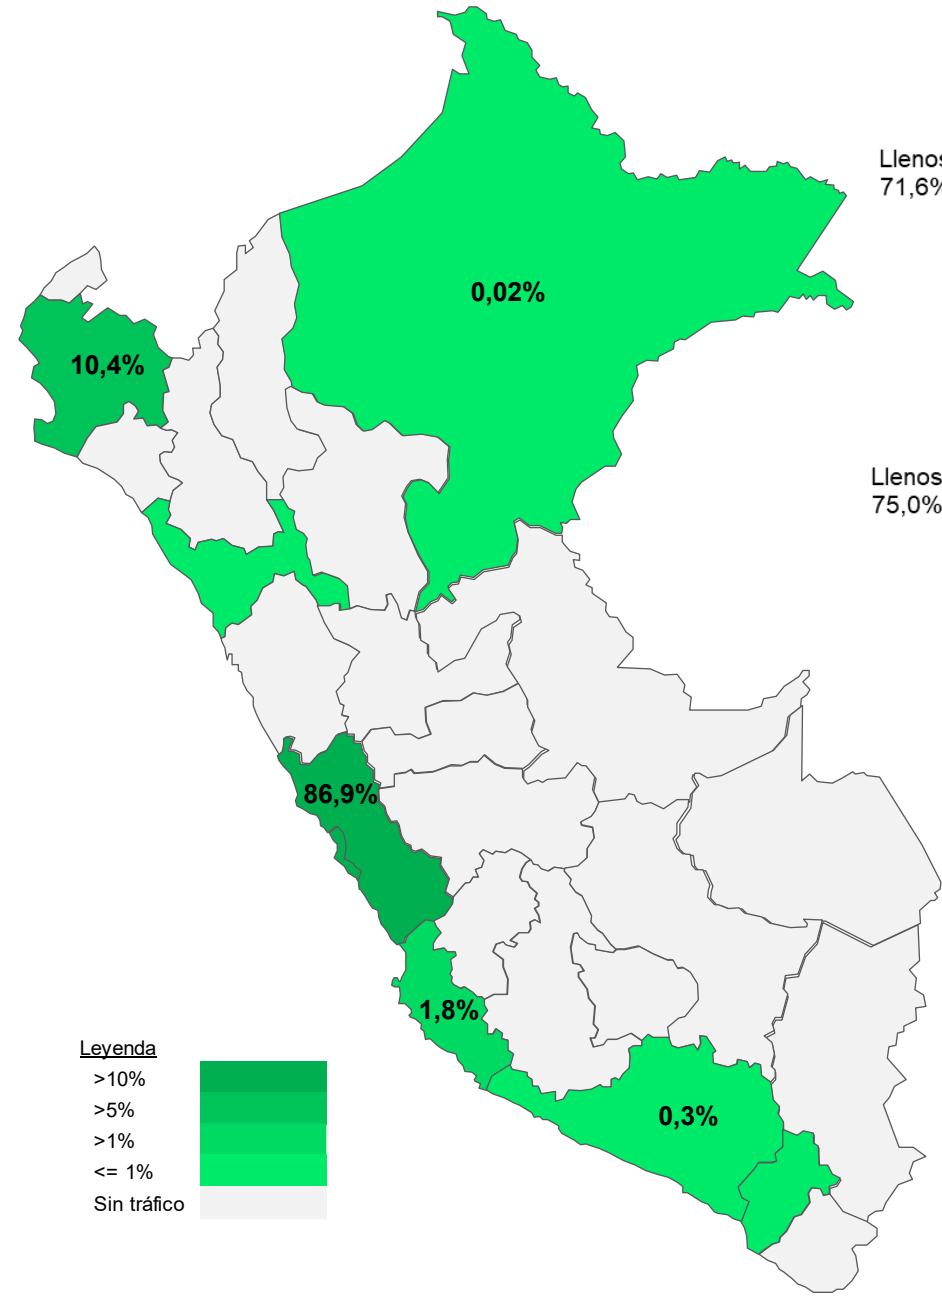 Llenos
71,6%
0,02%
10,4%
Llenos
75,0%
86,9%
1,8%
0,3%
Leyenda
>10%
>5%
>1%
<= 1%
Sin tráfico